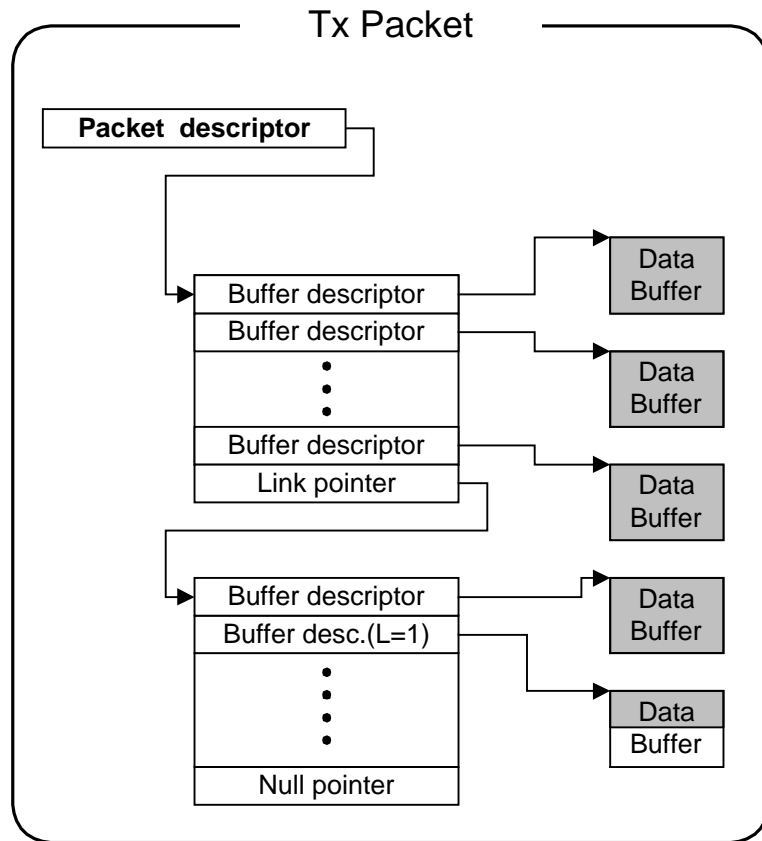 Tx Packet
Packet descriptor
Buffer descriptor
Buffer descriptor
Buffer descriptor
Link pointer
Buffer descriptor
Buffer desc.(L=1)
Null pointer
Data
Buffer
Data
Buffer
Data
Buffer
Data
Buffer
Data
Buffer